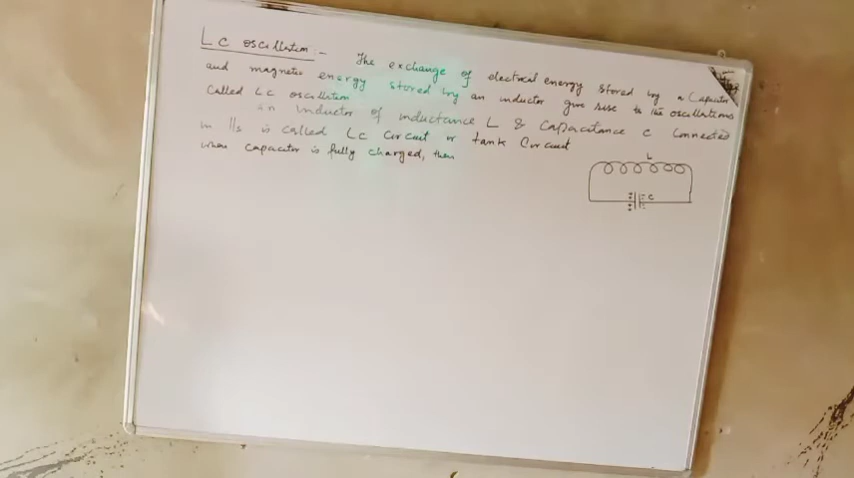 Lc oscillation :- The exchange of electrical energy stored by a Capacitor
and magnetic energy stored by an inductor give rise to the oscillations
Called LC oscillation
an inductor of inductance L & Capacitance c connected
in ||s is called Lc circuit or tank Circuit
when capacitor is fully charged, then
L
C